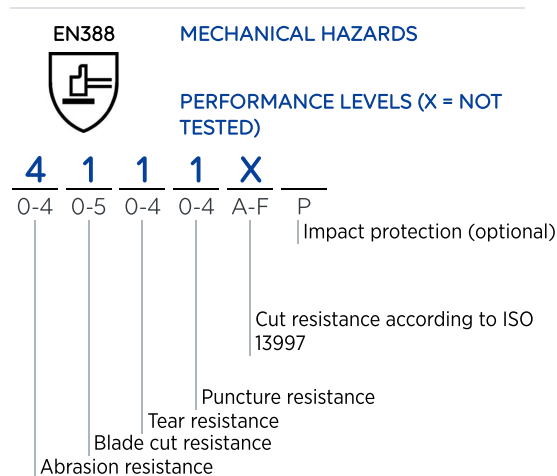 EN388
MECHANICAL HAZARDS
PERFORMANCE LEVELS (X = NOT
TESTED)
4 1 1 1 X
0-4 0-5 0-4 0-4 A-F P
Impact protection (optional)
Cut resistance according to ISO
13997
Puncture resistance
Tear resistance
Blade cut resistance
Abrasion resistance